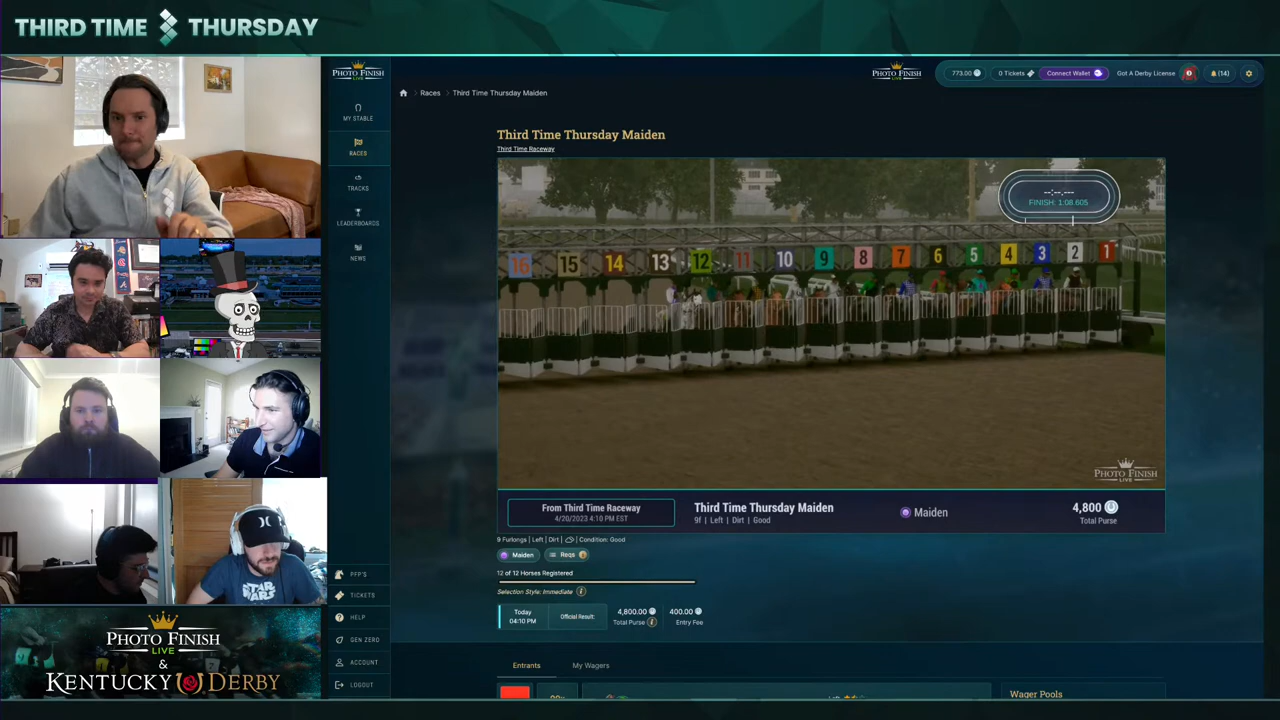 THIRD TIME THURSDAY
PHOTO FINISH
LIVE
PHOTO FINISH
LIVE
773.00
0 Tickets
Connect Wallet
Got A Derby License
(14)
Races > Third Time Thursday Maiden
MY STABLE
RACES
TRACKS
LEADERBOARDS
NEWS
Third Time Thursday Maiden
Third Time Raceway
--:--.---
FINISH: 1:08.605
16 15 14 13 12 11 10 9 8 7 6 5 4 3 2 1
PHOTO FINISH
LIVE
From Third Time Raceway
4/20/2023 4:10 PM EST
Third Time Thursday Maiden
9f | Left | Dirt | Good
Maiden
4,800
Total Purse
9 Furlongs | Left | Dirt | Condition: Good
Maiden
Reqs
12 of 12 Horses Registered
Selection Style: Immediate
Today
04:10 PM
Official Result:
4,800.00
Total Purse
400.00
Entry Fee
PFP'S
TICKETS
HELP
GEN ZERO
ACCOUNT
LOGOUT
Entrants
My Wagers
Wager Pools
STAR
WARS
PHOTO FINISH
LIVE
&
KENTUCKY DERBY